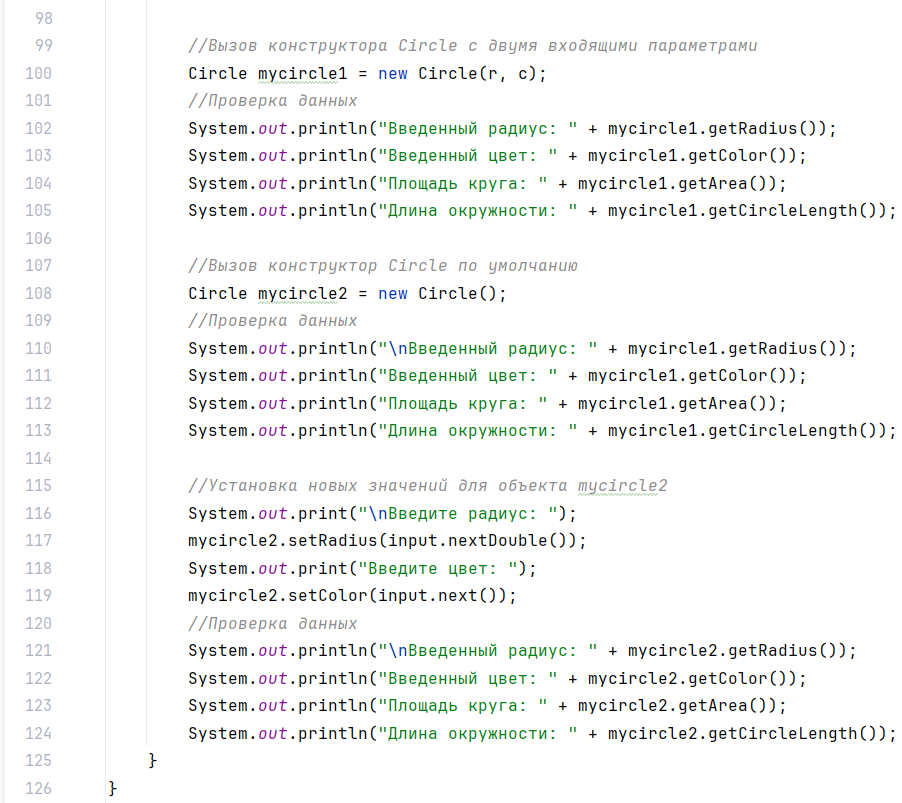 98
99 //Вызов конструктора Circle с двумя входящими параметрами
100 Circle mycircle1 = new Circle(r, c);
101 //Проверка данных
102 System.out.println("Введенный радиус: " + mycircle1.getRadius());
103 System.out.println("Введенный цвет: " + mycircle1.getColor());
104 System.out.println("Площадь круга: " + mycircle1.getArea());
105 System.out.println("Длина окружности: " + mycircle1.getCircleLength());
106
107 //Вызов конструктор Circle по умолчанию
108 Circle mycircle2 = new Circle();
109 //Проверка данных
110 System.out.println("\nВведенный радиус: " + mycircle1.getRadius());
111 System.out.println("Введенный цвет: " + mycircle1.getColor());
112 System.out.println("Площадь круга: " + mycircle1.getArea());
113 System.out.println("Длина окружности: " + mycircle1.getCircleLength());
114
115 //Установка новых значений для объекта mycircle2
116 System.out.print("\nВведите радиус: ");
117 mycircle2.setRadius(input.nextDouble());
118 System.out.print("Введите цвет: ");
119 mycircle2.setColor(input.next());
120 //Проверка данных
121 System.out.println("\nВведенный радиус: " + mycircle2.getRadius());
122 System.out.println("Введенный цвет: " + mycircle2.getColor());
123 System.out.println("Площадь круга: " + mycircle2.getArea());
124 System.out.println("Длина окружности: " + mycircle2.getCircleLength());
125 }
126 }